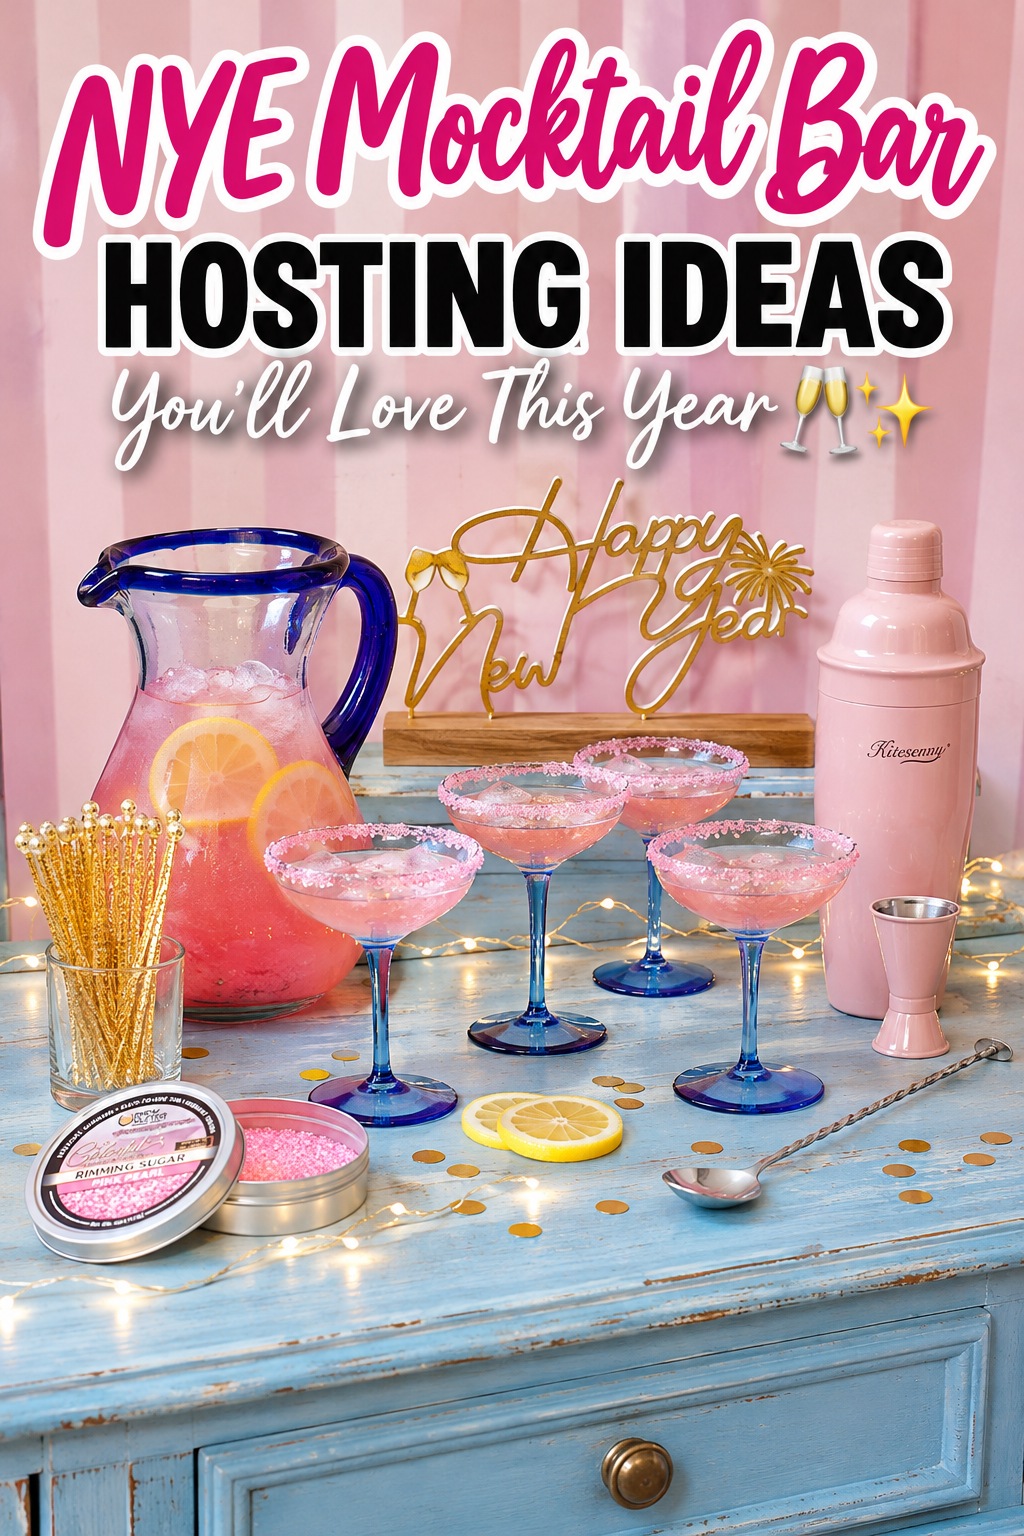 NYE Mocktail Bar
HOSTING IDEAS
You'll Love This Year
Happy
New Year
Kitesenny
RIMMING SUGAR
PINK PEARL